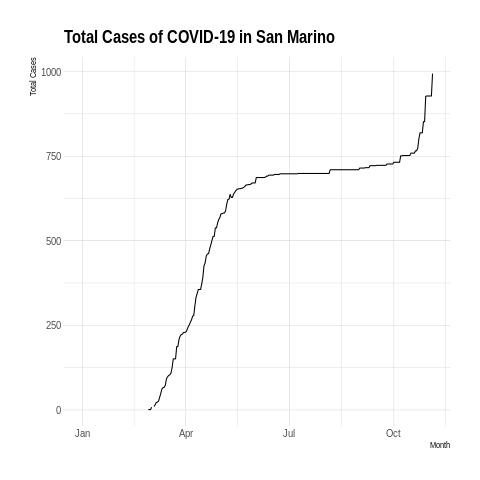 Total Cases of COVID-19 in San Marino
Total Cases
1000
750
500
250
0
Jan Apr Jul Oct
Month